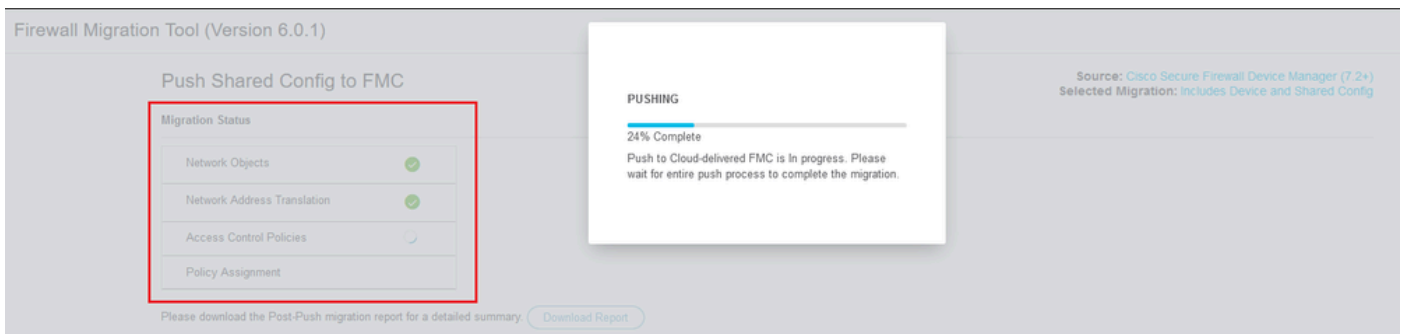 Firewall Migration Tool (Version 6.0.1)
Push Shared Config to FMC
Source: Cisco Secure Firewall Device Manager (7.2+)
Selected Migration: Includes Device and Shared Config
Migration Status
Network Objects
Network Address Translation
Access Control Policies
Policy Assignment
Please download the Post-Push migration report for a detailed summary. Download Report
PUSHING
24% Complete
Push to Cloud-delivered FMC is In progress. Please
wait for entire push process to complete the migration.